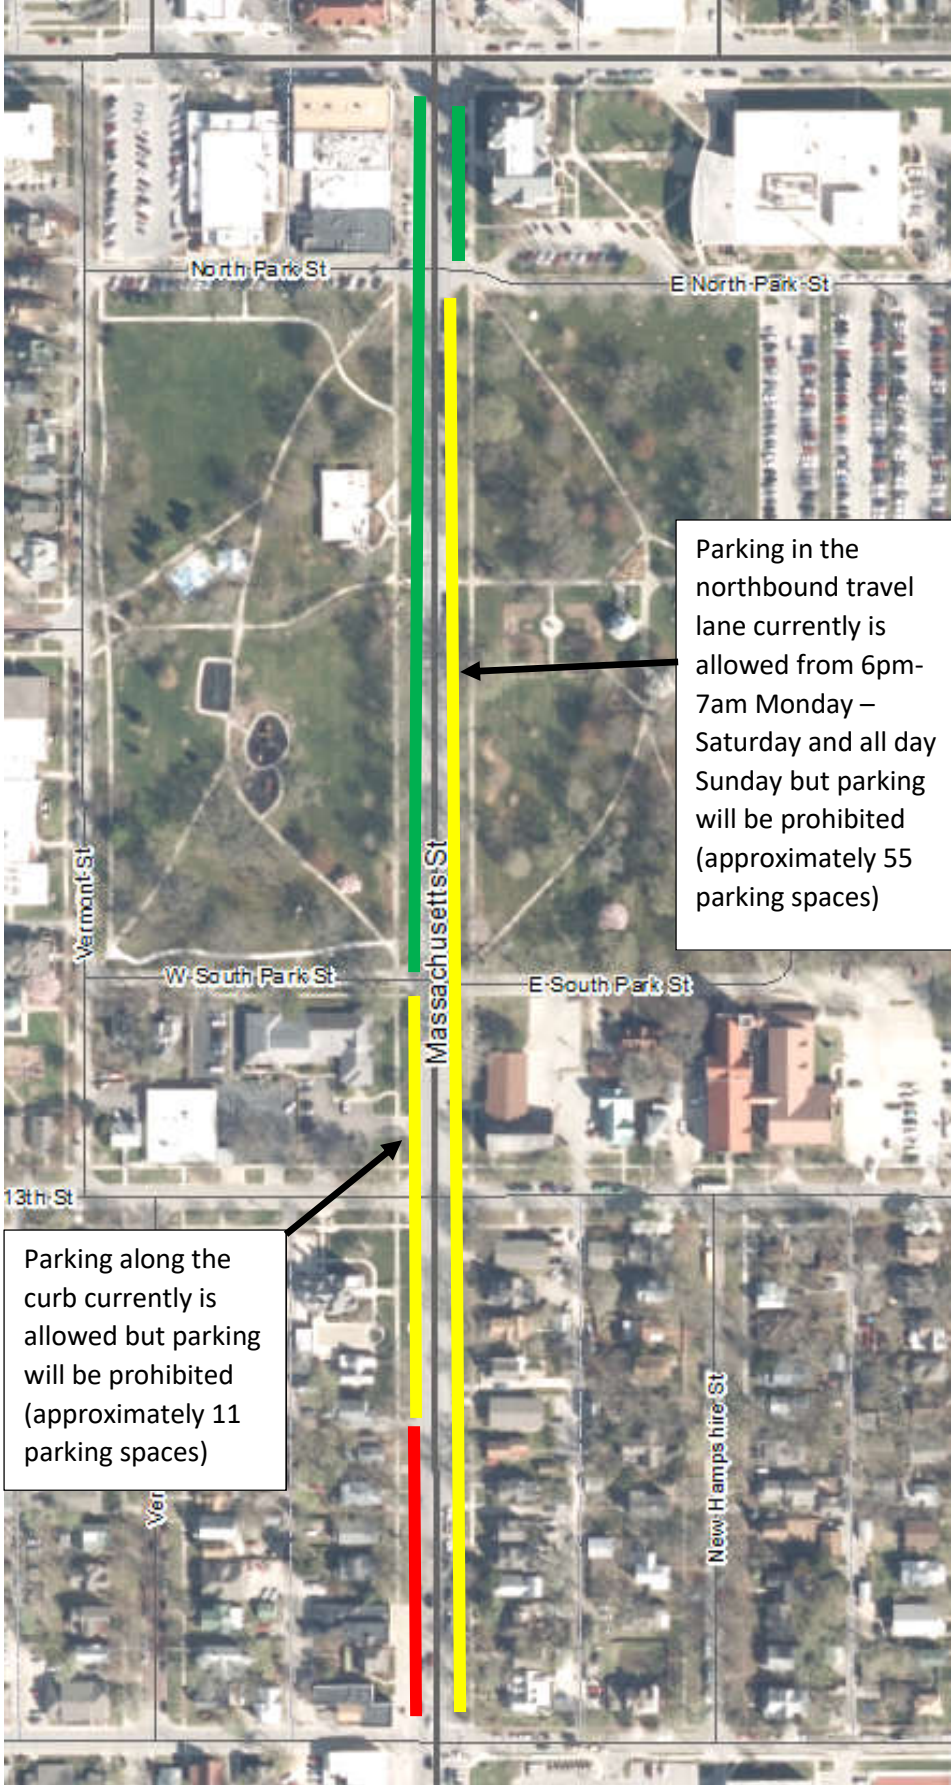 North Park St
E North Park St
Parking in the
northbound travel
lane currently is
allowed from 6pm-
7am Monday –
Saturday and all day
Sunday but parking
will be prohibited
(approximately 55
parking spaces)
Vermont St
Massachusetts St
W South Park St
E South Park St
13th St
Parking along the
curb currently is
allowed but parking
will be prohibited
(approximately 11
parking spaces)
New Hampshire St
Ver